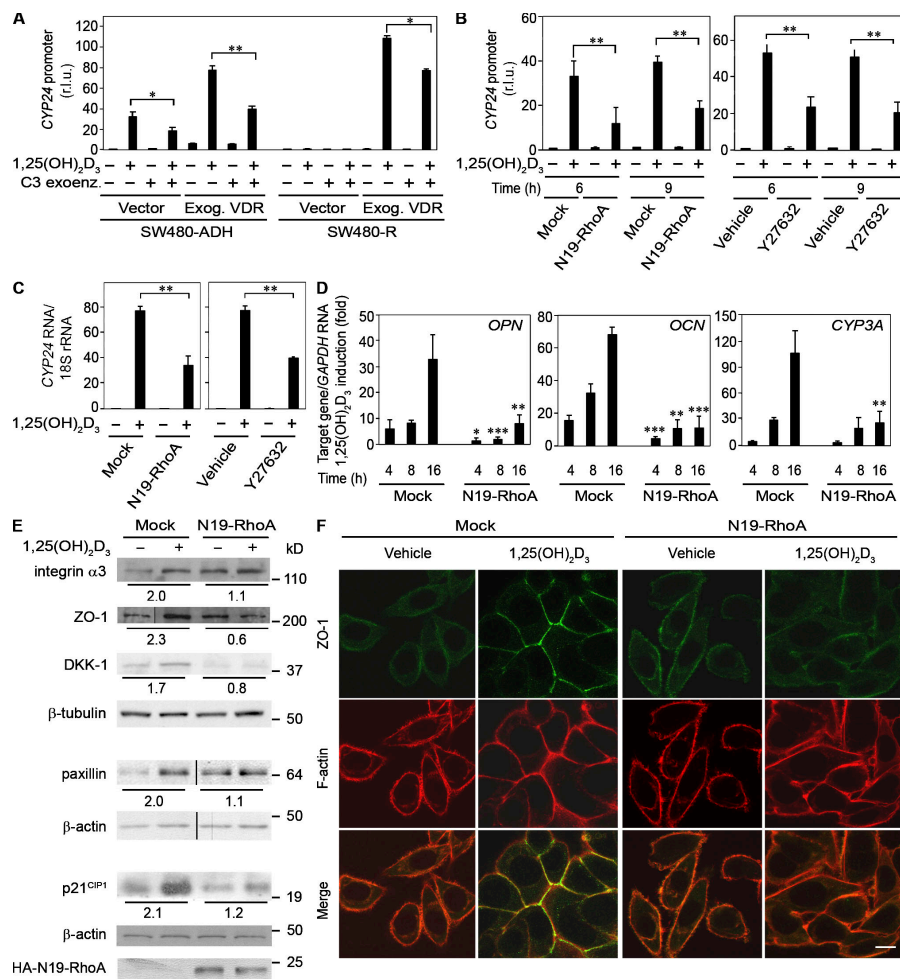 A
CYP24 promoter
(r.l.u.)
120
100
80
60
40
20
0
*
**
*
1,25(OH)2D3 – + – + – + – + – + – + – + – +
C3 exoenz. – – + + – – + + – – + + – – + +
Vector Exog. VDR Vector Exog. VDR
SW480-ADH SW480-R
B
CYP24 promoter
(r.l.u.)
60
40
20
0
**
**
60
40
20
0
**
**
1,25(OH)2D3 – + – + – + – + – + – + – + – +
Time (h) 6 9 6 9
Mock
N19-RhoA
Mock
N19-RhoA
Vehicle
Y27632
Vehicle
Y27632
C
CYP24 RNA/
18S rRNA
80
60
40
20
0
**
**
1,25(OH)2D3 – + – + – + – +
Mock
N19-RhoA
Vehicle
Y27632
D
Target gene/GAPDH RNA
1,25(OH)2D3 induction (fold)
50
40
30
20
10
0
OPN
* *** **
80
60
40
20
0
OCN
*** ** ***
150
120
90
60
30
0
CYP3A
**
Time (h) 4 8 16 4 8 16 4 8 16 4 8 16 4 8 16 4 8 16
Mock N19-RhoA Mock N19-RhoA Mock N19-RhoA
E
Mock N19-RhoA
1,25(OH)2D3 – + – + kD
integrin α3
110
2.0 1.1
ZO-1 200
2.3 0.6
DKK-1 37
1.7 0.8
β-tubulin 50
paxillin 64
2.0 1.1
β-actin 50
p21CIP1 19
2.1 1.2
β-actin 50
HA-N19-RhoA 25
F
Mock N19-RhoA
Vehicle 1,25(OH)2D3 Vehicle 1,25(OH)2D3
ZO-1
F-actin
Merge